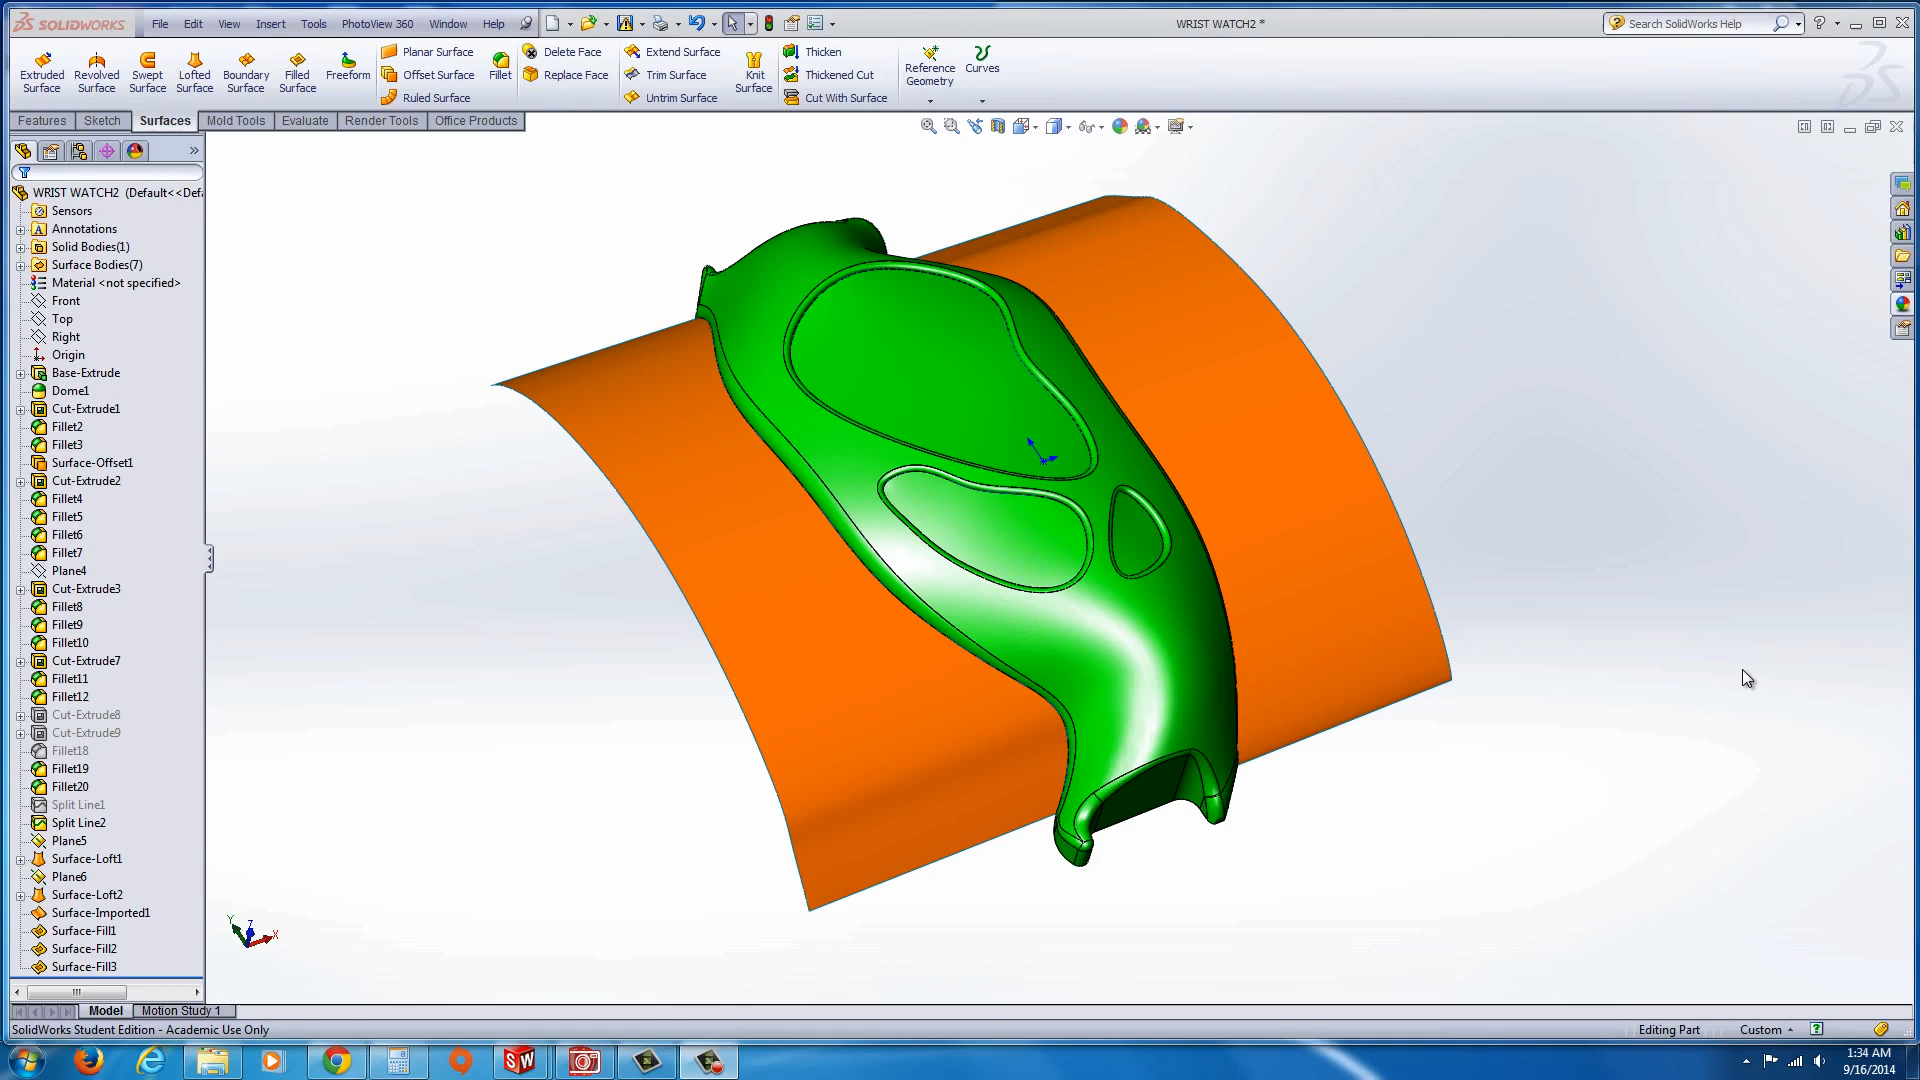 SOLIDWORKS File Edit View Insert Tools PhotoView 360 Window Help WRIST WATCH2 * Search SolidWorks Help
Extruded Surface
Revolved Surface
Swept Surface
Lofted Surface
Boundary Surface
Filled Surface
Freeform
Planar Surface
Offset Surface
Ruled Surface
Fillet
Delete Face
Replace Face
Extend Surface
Trim Surface
Untrim Surface
Knit Surface
Thicken
Thickened Cut
Cut With Surface
Reference Geometry
Curves
Features Sketch Surfaces Mold Tools Evaluate Render Tools Office Products
WRIST WATCH2 (Default<<Def
Sensors
Annotations
Solid Bodies(1)
Surface Bodies(7)
Material <not specified>
Front
Top
Right
Origin
Base-Extrude
Dome1
Cut-Extrude1
Fillet2
Fillet3
Surface-Offset1
Cut-Extrude2
Fillet4
Fillet5
Fillet6
Fillet7
Plane4
Cut-Extrude3
Fillet8
Fillet9
Fillet10
Cut-Extrude7
Fillet11
Fillet12
Cut-Extrude8
Cut-Extrude9
Fillet18
Fillet19
Fillet20
Split Line1
Split Line2
Plane5
Surface-Loft1
Plane6
Surface-Loft2
Surface-Imported1
Surface-Fill1
Surface-Fill2
Surface-Fill3
Y Z X
Model Motion Study 1
SolidWorks Student Edition - Academic Use Only Editing Part Custom
SW
1:34 AM
9/16/2014